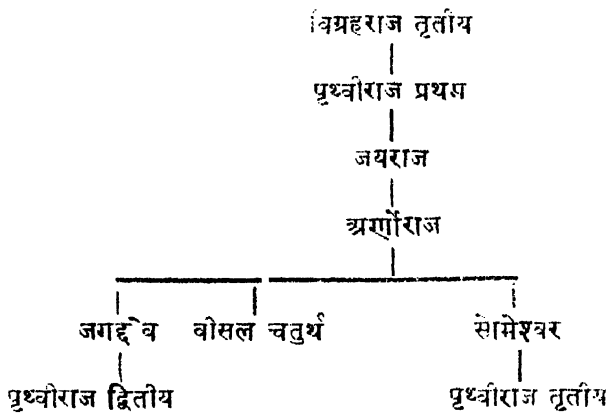 विग्रहराज तृतीय
पृथ्वीराज प्रथम
जयराज
अर्णोराज
जगद्देव वीसल चतुर्थ सोमेश्वर
पृथ्वीराज द्वितीय पृथ्वीराज तृतीय